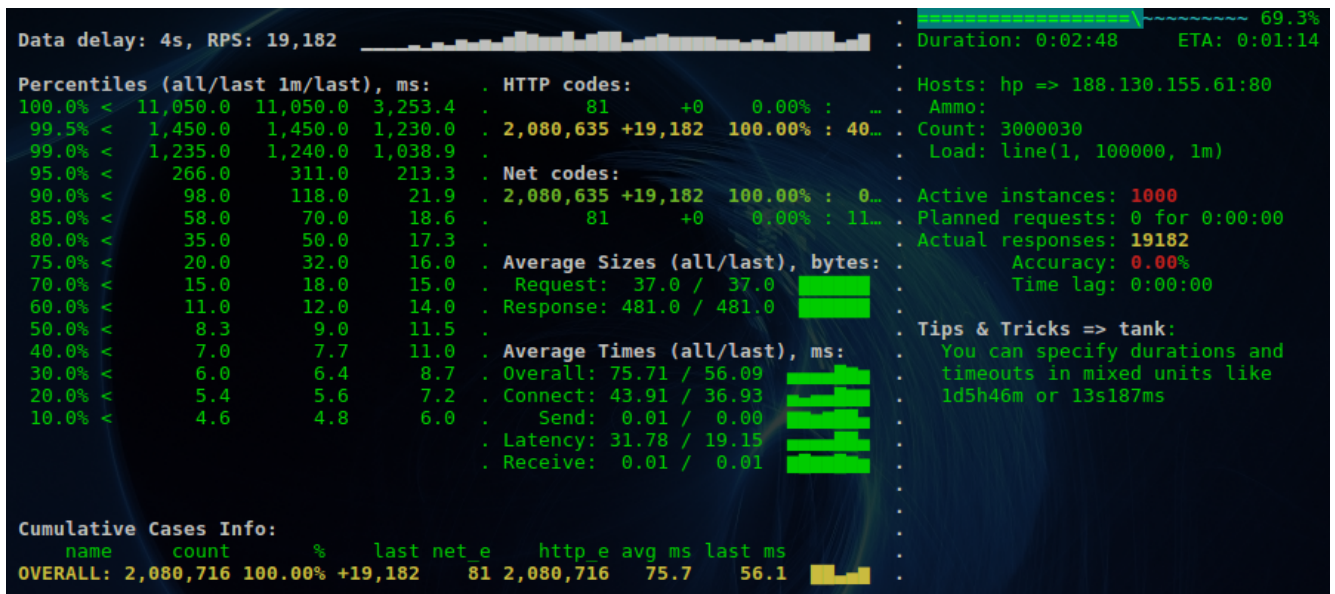 Data delay: 4s, RPS: 19,182
Percentiles (all/last 1m/last), ms:
100.0% < 11,050.0 11,050.0 3,253.4
99.5% < 1,450.0 1,450.0 1,230.0
99.0% < 1,235.0 1,240.0 1,038.9
95.0% < 266.0 311.0 213.3
90.0% < 98.0 118.0 21.9
85.0% < 58.0 70.0 18.6
80.0% < 35.0 50.0 17.3
75.0% < 20.0 32.0 16.0
70.0% < 15.0 18.0 15.0
60.0% < 11.0 12.0 14.0
50.0% < 8.3 9.0 11.5
40.0% < 7.0 7.7 11.0
30.0% < 6.0 6.4 8.7
20.0% < 5.4 5.6 7.2
10.0% < 4.6 4.8 6.0
HTTP codes:
81 +0 0.00% : …
2,080,635 +19,182 100.00% : 40…
Net codes:
2,080,635 +19,182 100.00% : 0…
81 +0 0.00% : 11…
Average Sizes (all/last), bytes:
Request: 37.0 / 37.0
Response: 481.0 / 481.0
Average Times (all/last), ms:
Overall: 75.71 / 56.09
Connect: 43.91 / 36.93
Send: 0.01 / 0.00
Latency: 31.78 / 19.15
Receive: 0.01 / 0.01
Cumulative Cases Info:
name count % last net_e http_e avg ms last ms
OVERALL: 2,080,716 100.00% +19,182 81 2,080,716 75.7 56.1
==================\~~~~~~~~~ 69.3%
Duration: 0:02:48 ETA: 0:01:14
Hosts: hp => 188.130.155.61:80
Ammo:
Count: 3000030
Load: line(1, 100000, 1m)
Active instances: 1000
Planned requests: 0 for 0:00:00
Actual responses: 19182
Accuracy: 0.00%
Time lag: 0:00:00
Tips & Tricks => tank:
You can specify durations and
timeouts in mixed units like
1d5h46m or 13s187ms